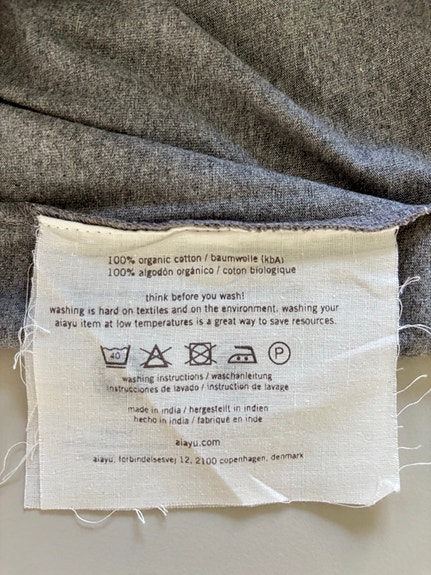 100% organic cotton / baumwolle (kbA)
100% algodón orgánico / coton biologique
think before you wash!
washing is hard on textiles and on the environment. washing your
aiayu item at low temperatures is a great way to save resources.
40 P
washing instructions / waschanleitung
instrucciones de lavado / instruction de lavage
made in india / hergestellt in indien
hecho in india / fabriqué en inde
aiayu.com
aiayu, forbindelsesvej 12, 2100 copenhagen, denmark